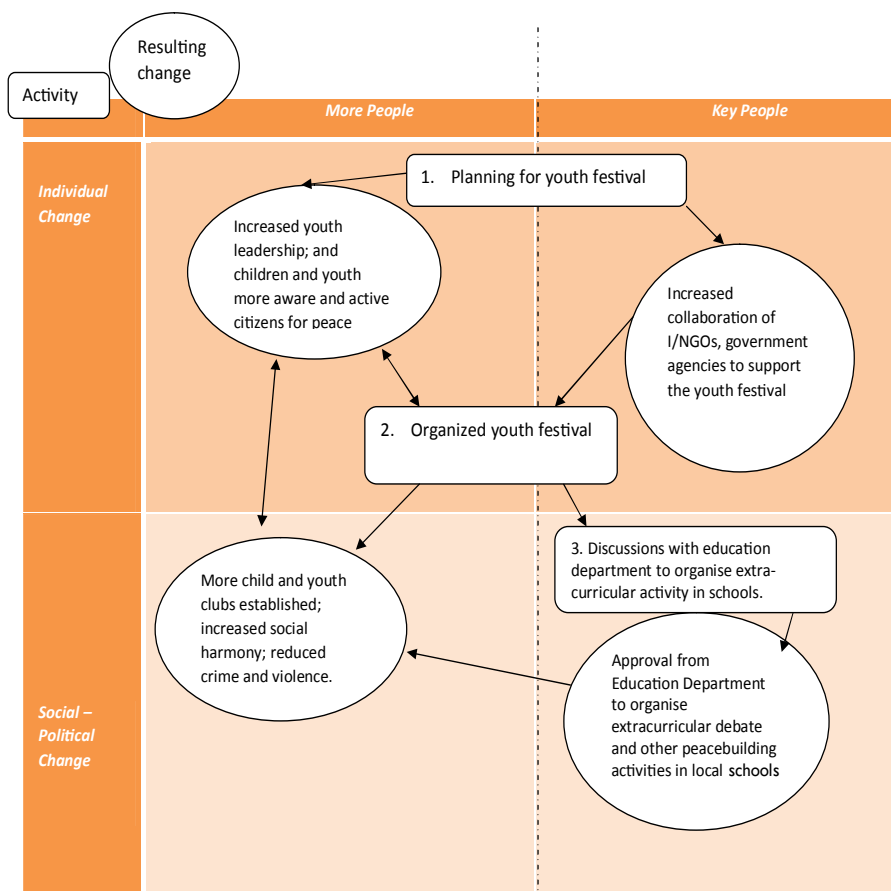 Resulting
change
Activity
More People
Key People
Individual
Change
1. Planning for youth festival
Increased youth
leadership; and
children and youth
more aware and active
citizens for peace
Increased
collaboration of
I/NGOs, government
agencies to support
the youth festival
2. Organized youth festival
3. Discussions with education
department to organise extra-
curricular activity in schools.
More child and youth
clubs established;
increased social
harmony; reduced
crime and violence.
Approval from
Education Department
to organise
extracurricular debate
and other peacebuilding
activities in local schools
Social –
Political
Change